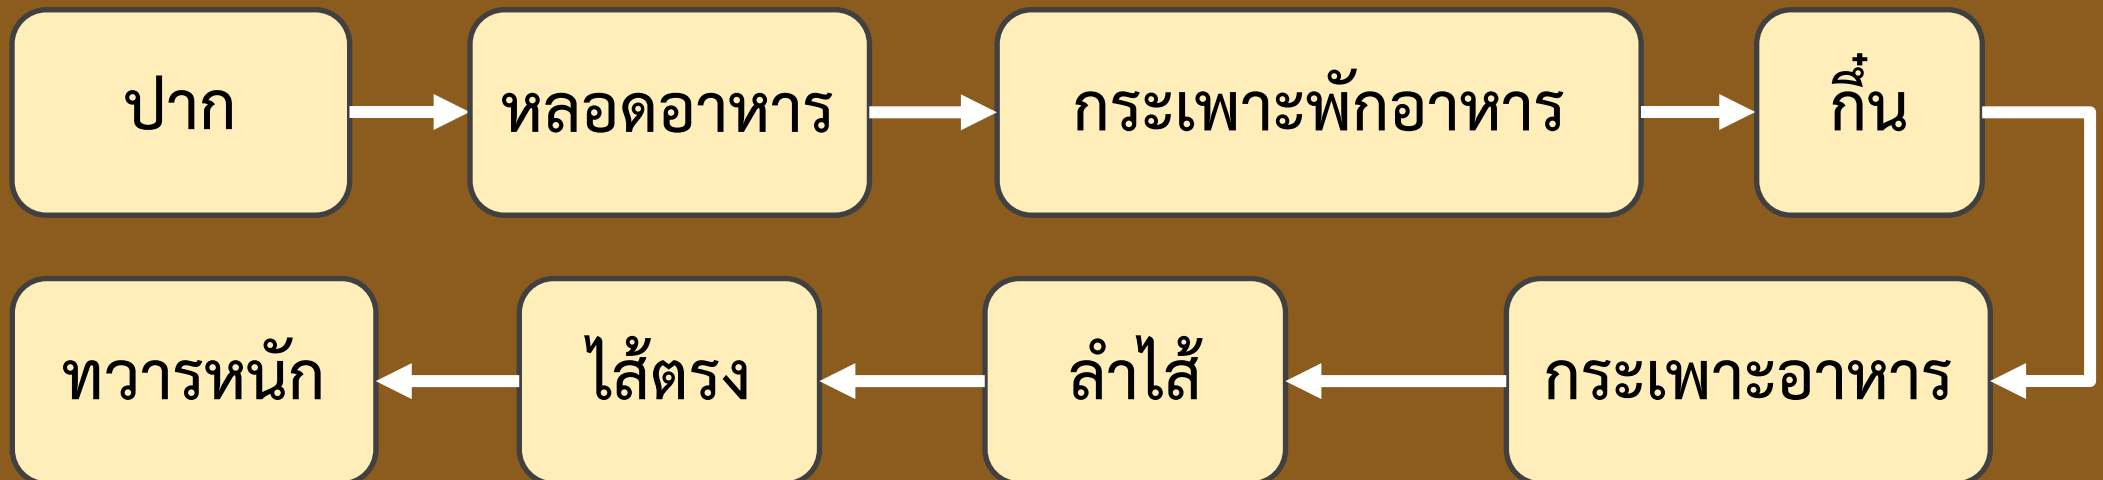 ปาก
หลอดอาหาร
กระเพาะพักอาหาร
กึ๋น
กระเพาะอาหาร
ลำไส้
ไส้ตรง
ทวารหนัก